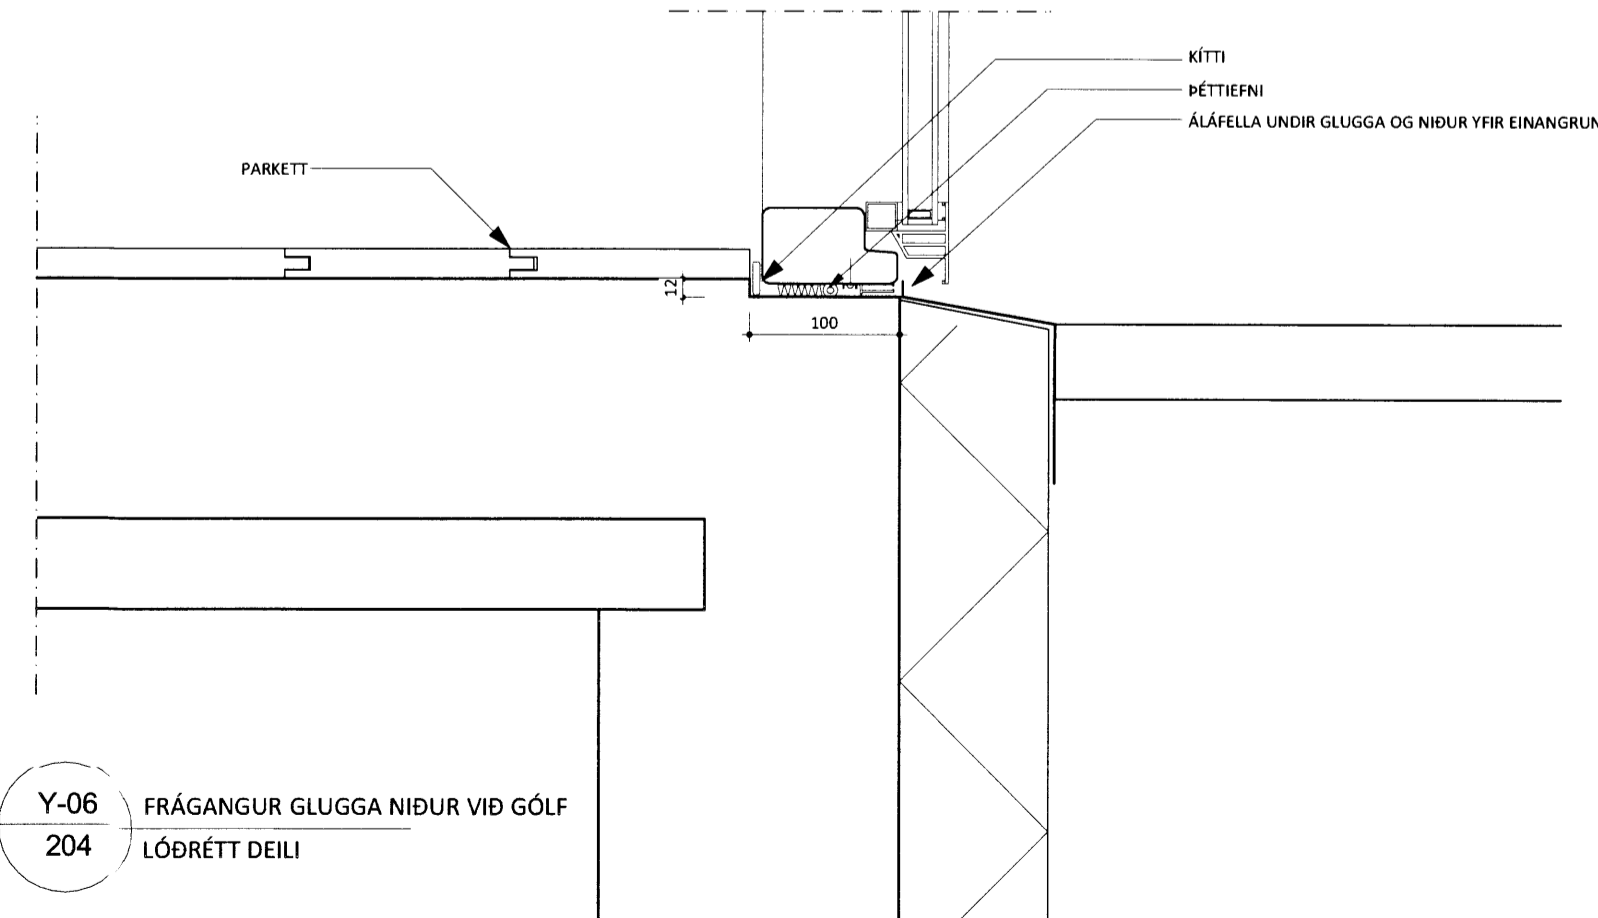 KÍTTI
ÞÉTTIEFNI
ÁLÁFELLA UNDIR GLUGGA OG NIÐUR YFIR EINANGRUN
PARKETT
12
100
Y-06
204
FRÁGANGUR GLUGGA NIÐUR VIÐ GÓLF
LÓÐRÉTT DEILI